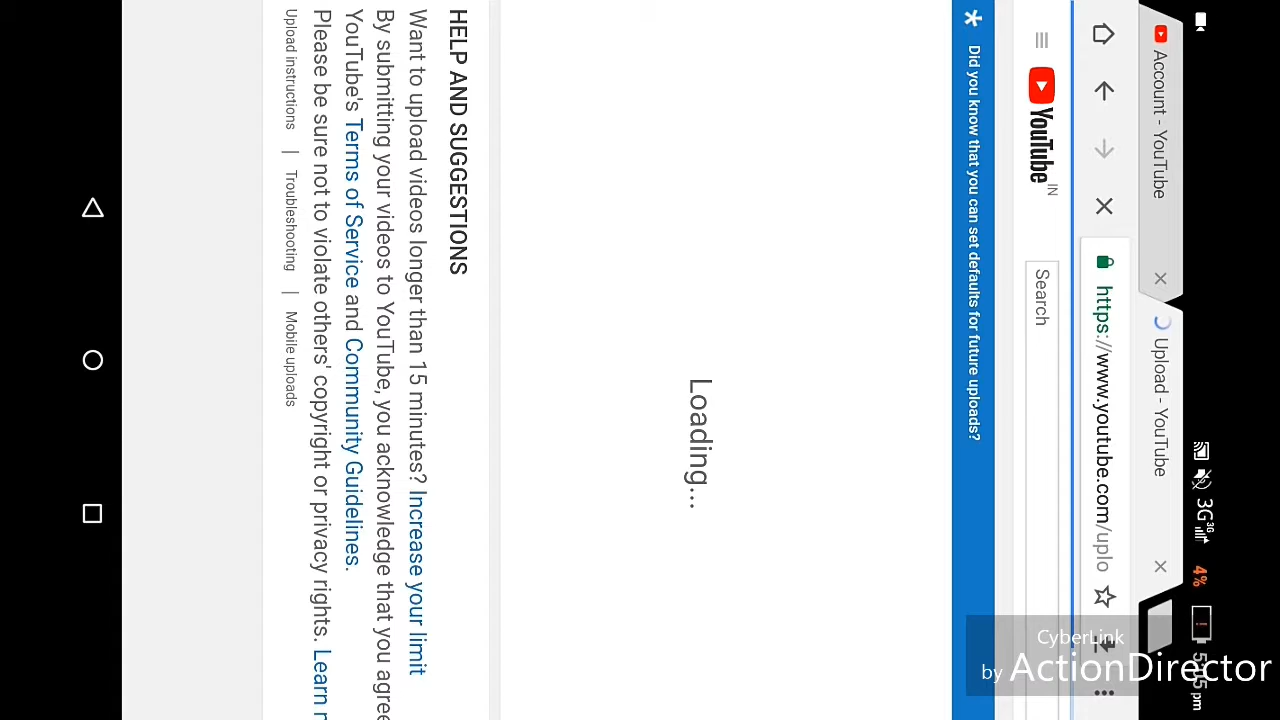 3G 3G 4%
Account - YouTube
Upload - YouTube
https://www.youtube.com/uplo
YouTube IN
Search
* Did you know that you can set defaults for future uploads?
Loading...
HELP AND SUGGESTIONS
Want to upload videos longer than 15 minutes? Increase your limit
By submitting your videos to YouTube, you acknowledge that you agree
YouTube's Terms of Service and Community Guidelines.
Please be sure not to violate others' copyright or privacy rights. Learn
Upload instructions | Troubleshooting | Mobile uploads
CyberLink
by ActionDirector